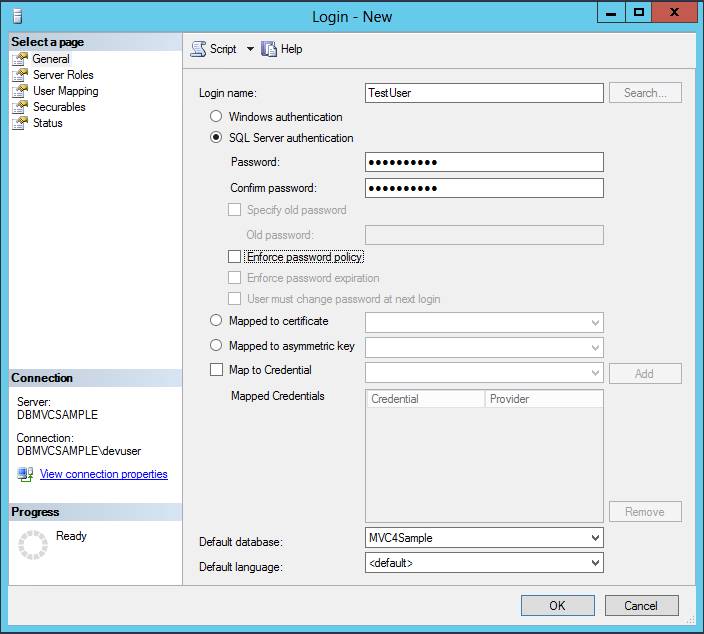 Login - New
Select a page
General
Server Roles
User Mapping
Securables
Status
Script
Help
Login name:
TestUser
Search...
Windows authentication
SQL Server authentication
Password:
●●●●●●●●●●
Confirm password:
●●●●●●●●●●
Specify old password
Old password:
Enforce password policy
Enforce password expiration
User must change password at next login
Mapped to certificate
Mapped to asymmetric key
Map to Credential
Add
Mapped Credentials
Credential
Provider
Remove
Default database:
MVC4Sample
Default language:
<default>
Connection
Server:
DBMVCSAMPLE
Connection:
DBMVCSAMPLE\devuser
View connection properties
Progress
Ready
OK
Cancel